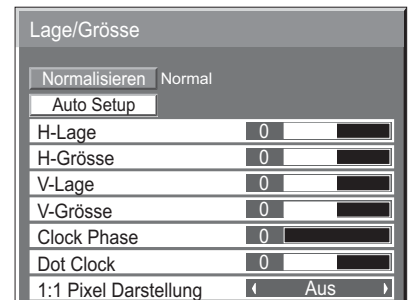 Lage/Grösse
Normalisieren Normal
Auto Setup
H-Lage 0
H-Grösse 0
V-Lage 0
V-Grösse 0
Clock Phase 0
Dot Clock 0
1:1 Pixel Darstellung Aus